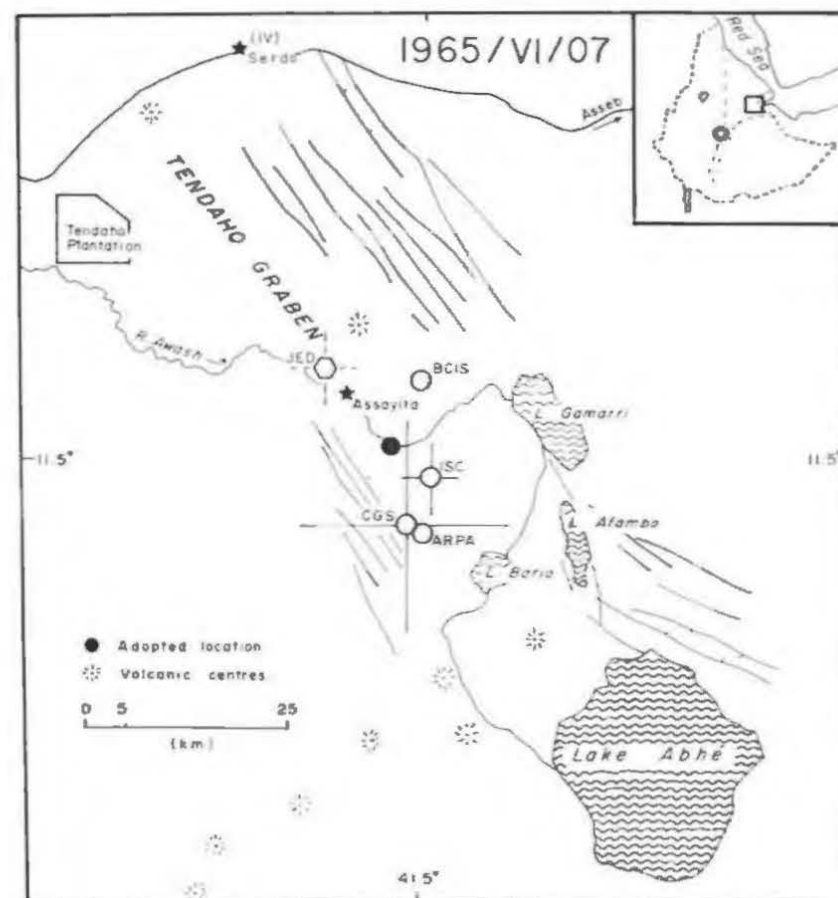 (IV)
Serdo
1965/VI/07
Red Sea
Asseb
TENDAHO GRABEN
Tendaho
Plantation
R. Awash
JED
BCIS
Assayita
L Gamarri
11.5°
11.5°
ISC
CGS
ARPA
L Afambo
L Bario
Adopted location
Volcanic centres
0 5 25
(km)
Lake Abhé
41.5°